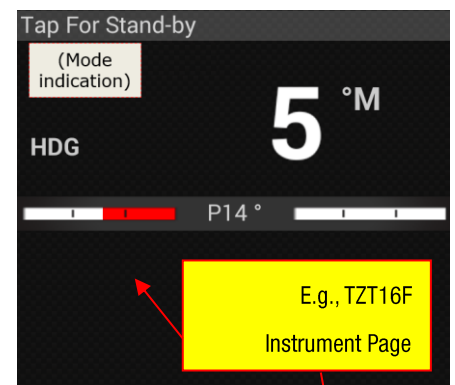 Tap For Stand-by
(Mode
indication)
5 °M
HDG
P14 °
E.g., TZT16F
Instrument Page